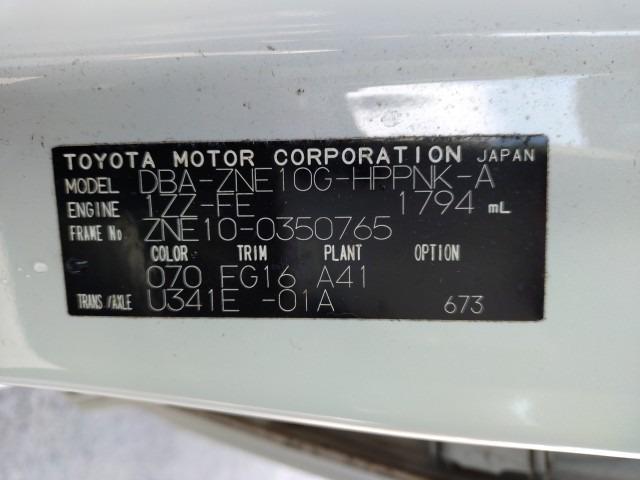 TOYOTA MOTOR CORPORATION JAPAN
MODEL DBA-ZNE10G-HPPNK-A
ENGINE 1ZZ-FE 1794 mL
FRAME No. ZNE10-0350765
COLOR TRIM PLANT OPTION
070 EG16 A41
TRANS./AXLE U341E -01A 673